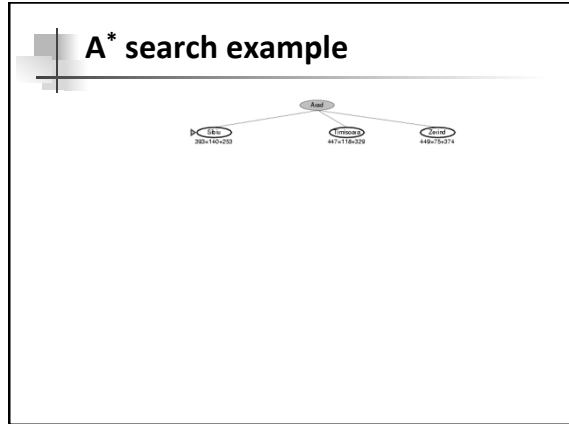 A* search example
Arad
Sibiu Timisoara Zerind
393=140+253 447=118+329 449=75+374